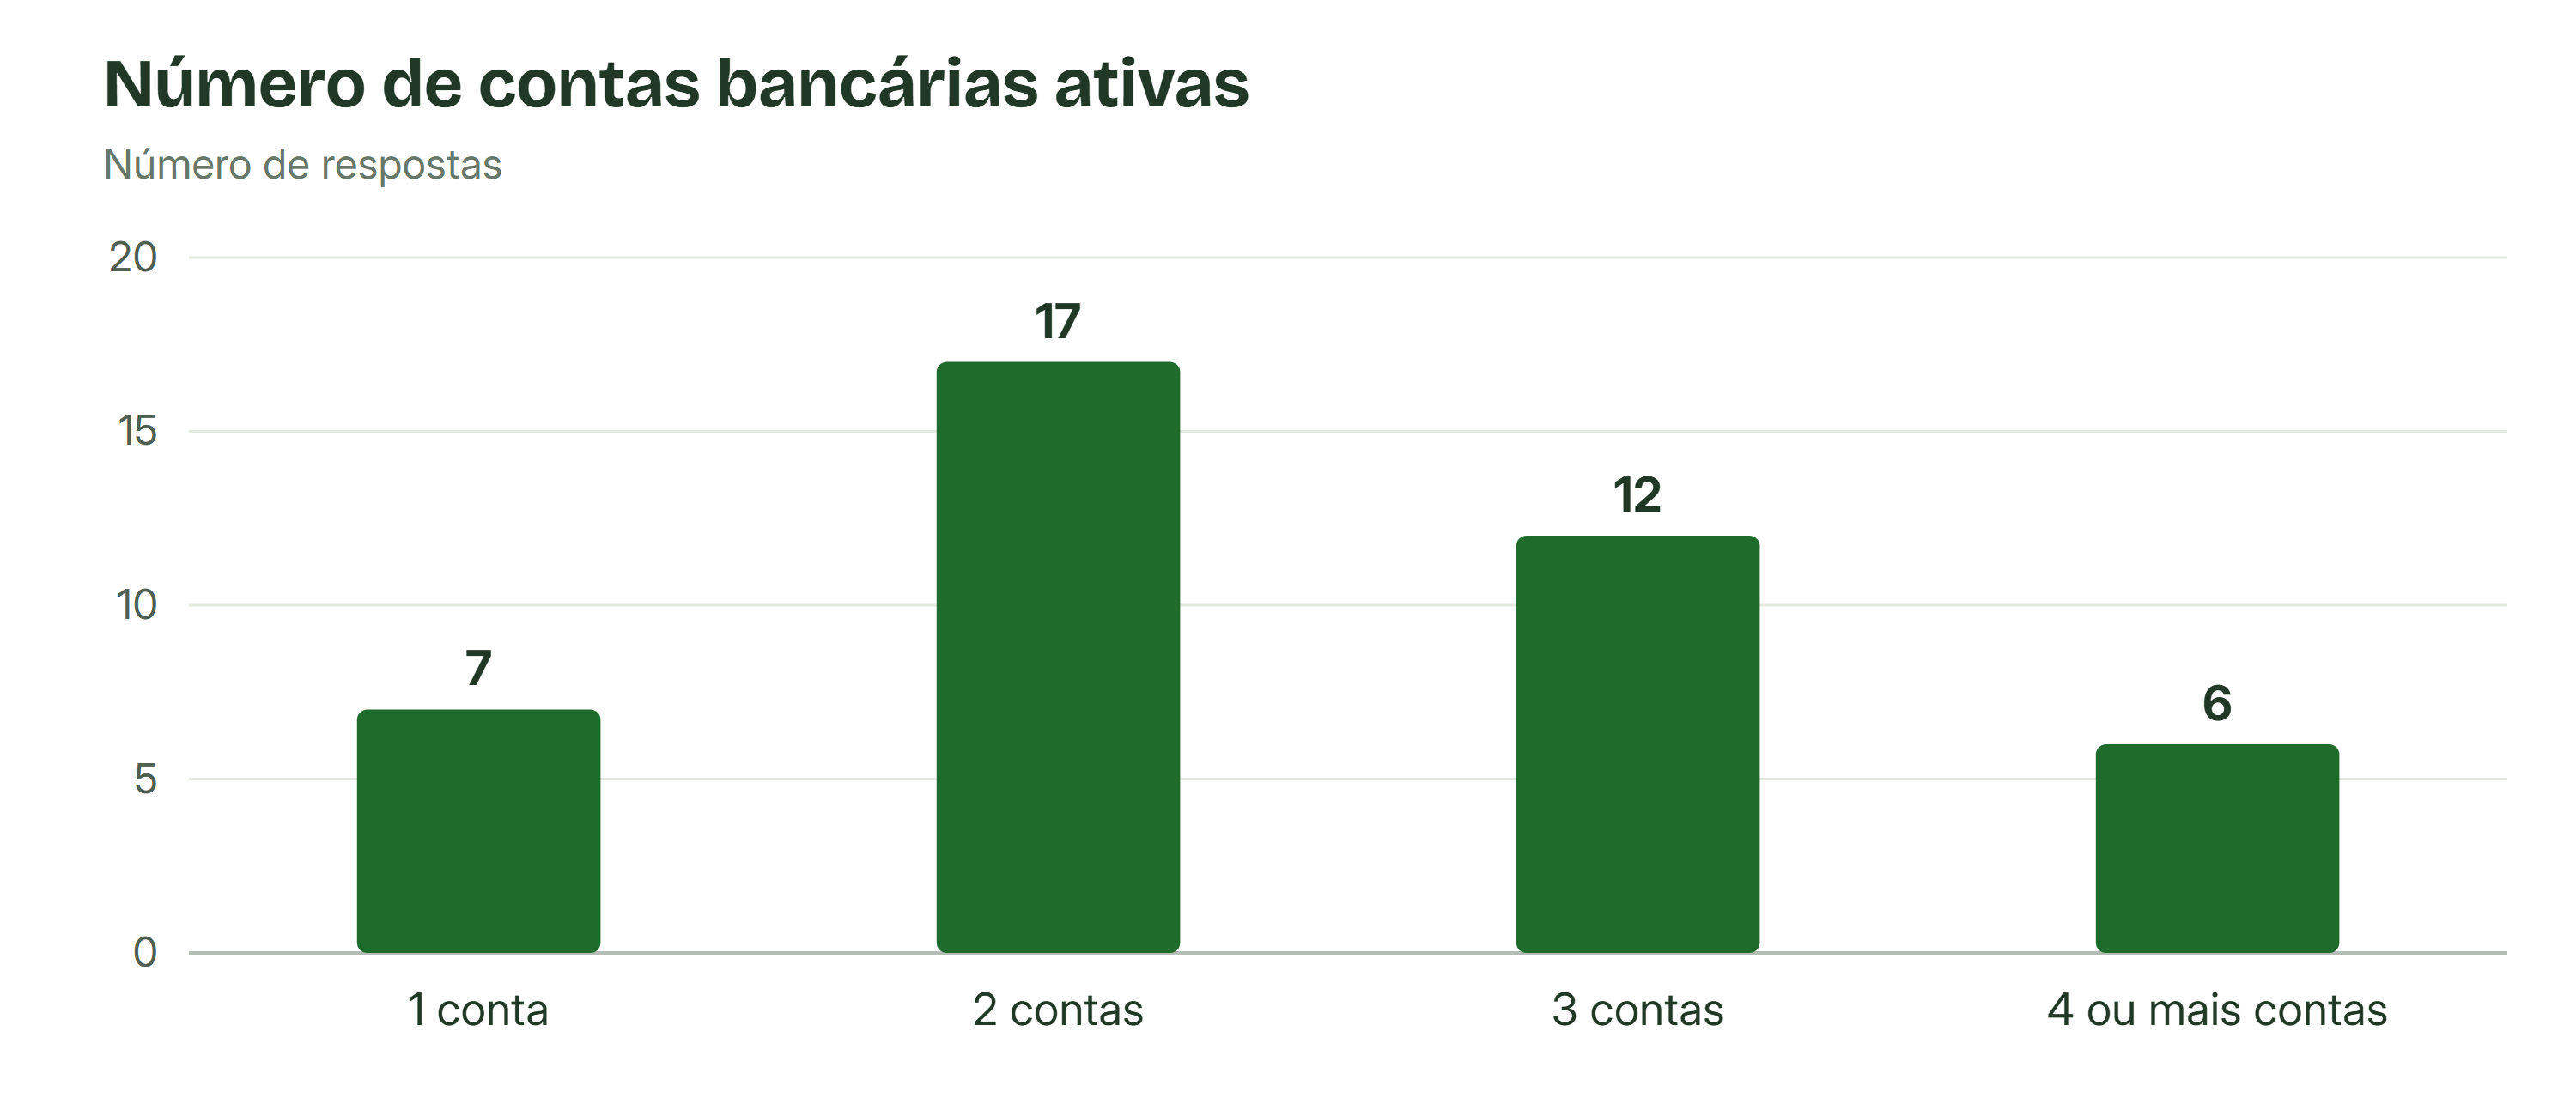 Número de contas bancárias ativas
Número de respostas
20
17
15
12
10
7
6
5
0
1 conta
2 contas
3 contas
4 ou mais contas